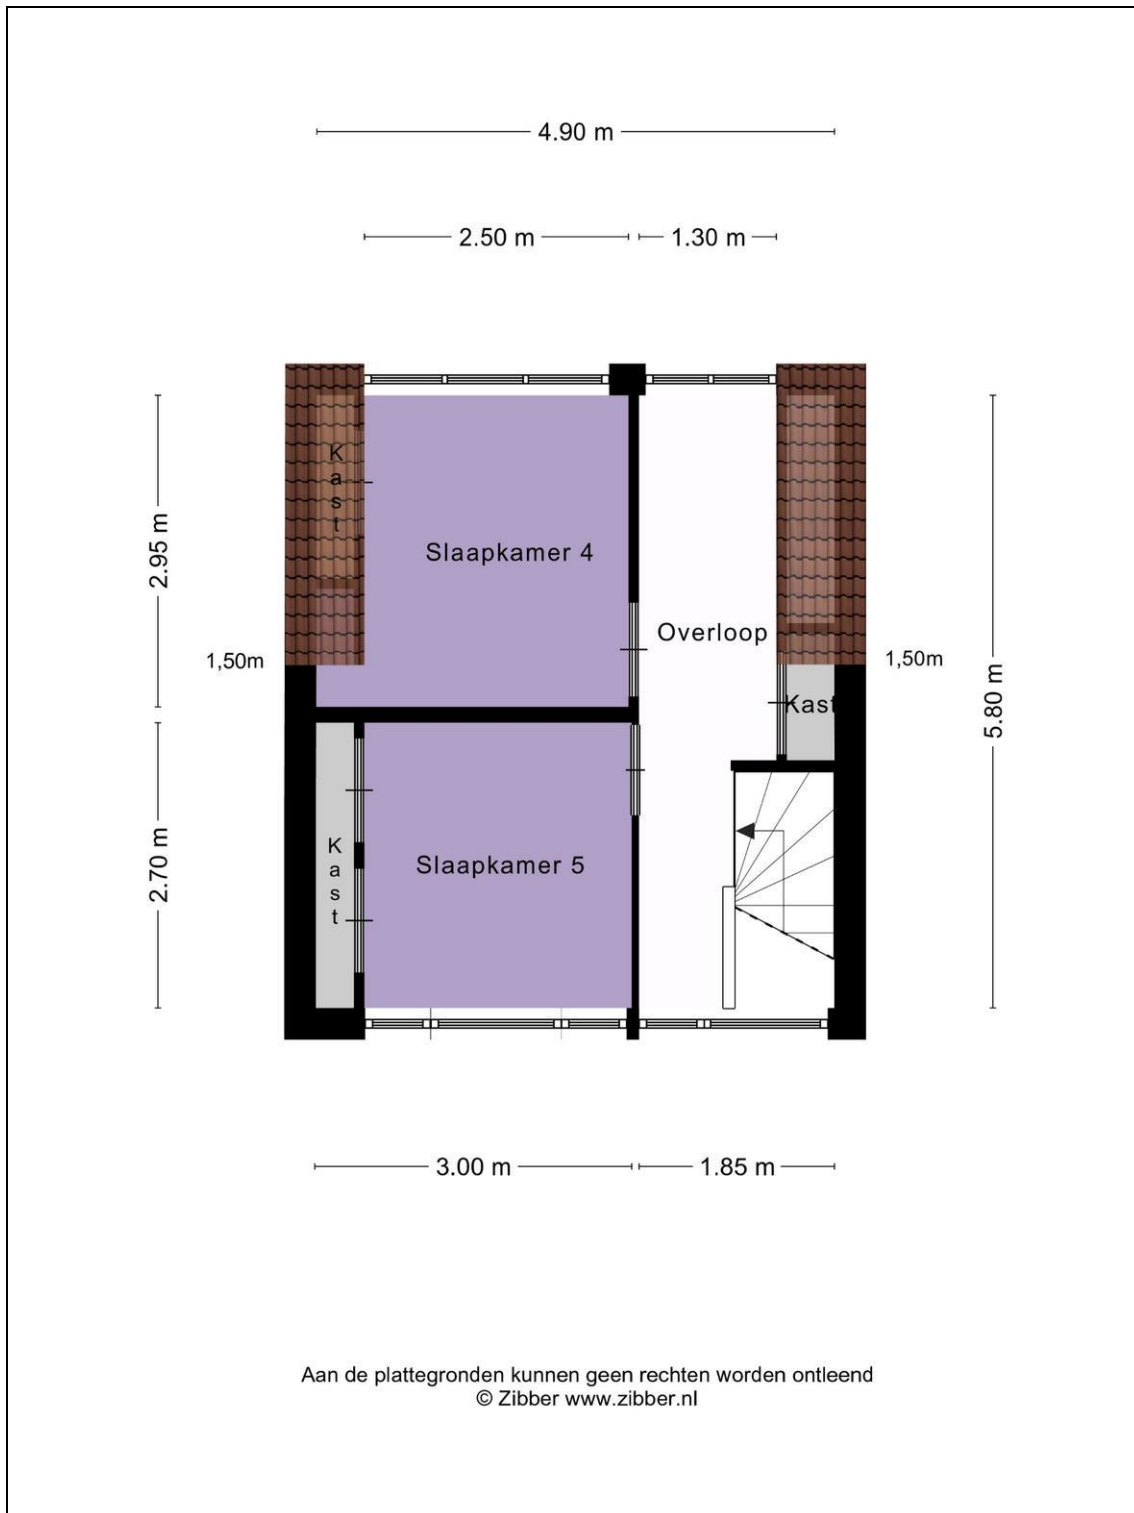 4.90 m
2.50 m
1.30 m
Kast
2.95 m
Slaapkamer 4
Overloop
1,50m
1,50m
5.80 m
Kast
2.70 m
Kast
Slaapkamer 5
3.00 m
1.85 m
Aan de plattegronden kunnen geen rechten worden ontleend
© Zibber www.zibber.nl